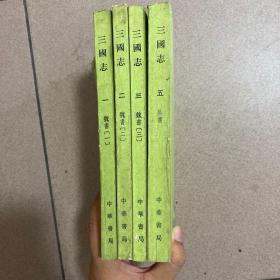 三國志
一
魏書(一)
中華書局
三國志
二
魏書(二)
中華書局
三國志
三
魏書(三)
中華書局
三國志
五
吳書
中華書局